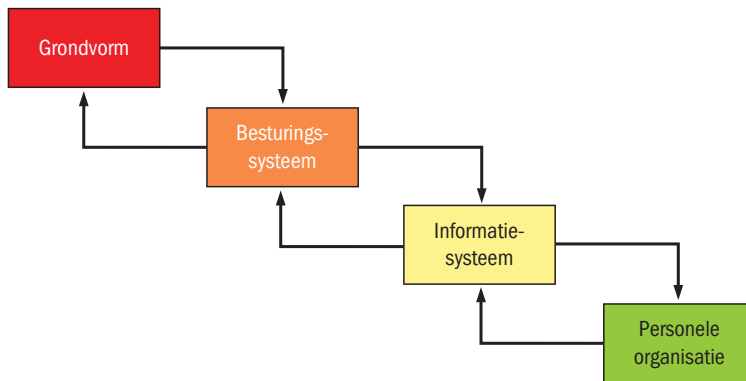 Grondvorm
Besturings-
systeem
Informatie-
systeem
Personele
organisatie